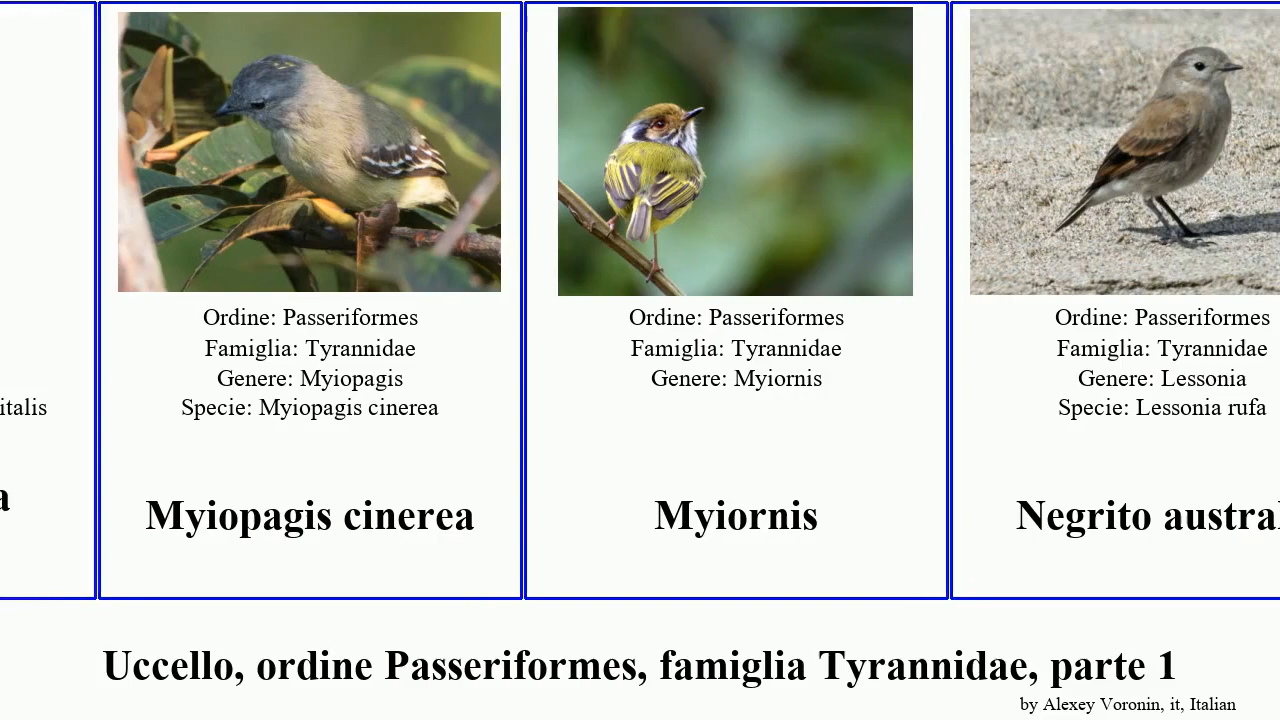 italis
a
Ordine: Passeriformes
Famiglia: Tyrannidae
Genere: Myiopagis
Specie: Myiopagis cinerea
Myiopagis cinerea
Ordine: Passeriformes
Famiglia: Tyrannidae
Genere: Myiornis
Myiornis
Ordine: Passeriformes
Famiglia: Tyrannidae
Genere: Lessonia
Specie: Lessonia rufa
Negrito austral
Uccello, ordine Passeriformes, famiglia Tyrannidae, parte 1
by Alexey Voronin, it, Italian